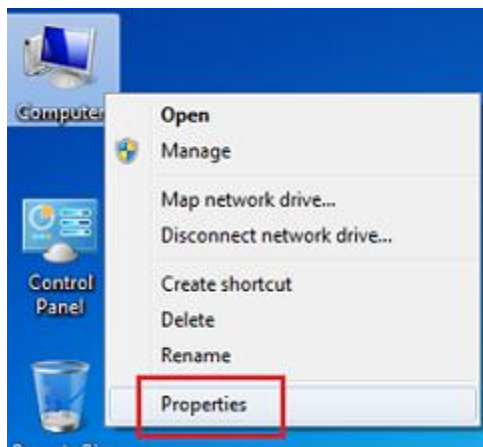 Computer
Open
Manage
Map network drive...
Disconnect network drive...
Create shortcut
Delete
Rename
Properties
Control
Panel